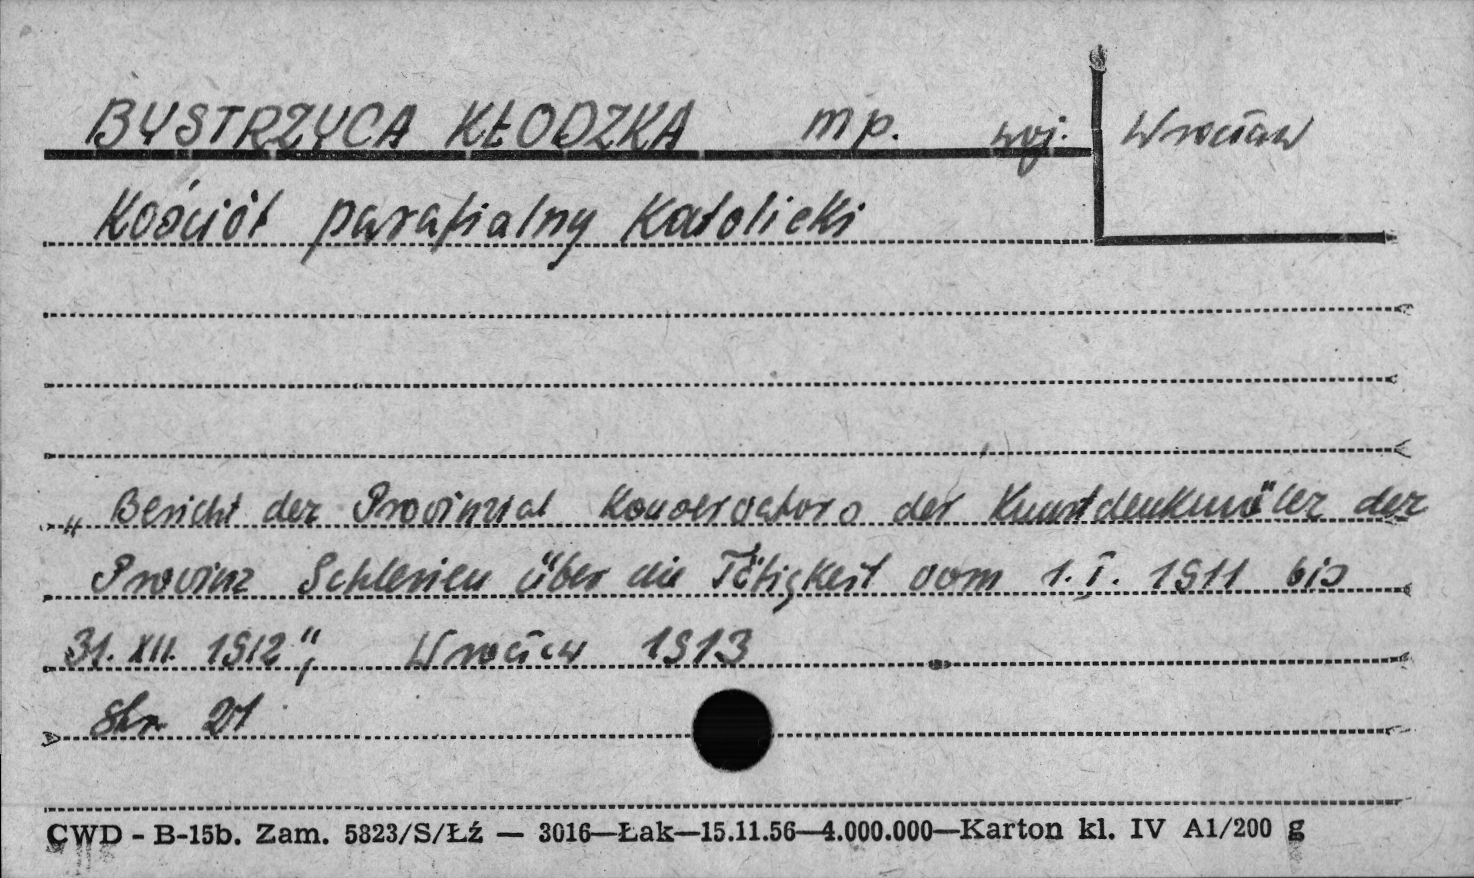 BYSTRZYCA KŁODZKA mp. woj. Wrocław
Kościół parafialny Katolicki
„Bericht der Provinzial Konservators der Kunstdenkmäler der
Provinz Schlesien über die Tätigkeit vom 1.I. 1911 bis
31. XII. 1912", Wrocław 1913
str 21
CWD - B-15b. Zam. 5823/S/Łź — 3016—Łak—15.11.56—4.000.000—Karton kl. IV A1/200 g